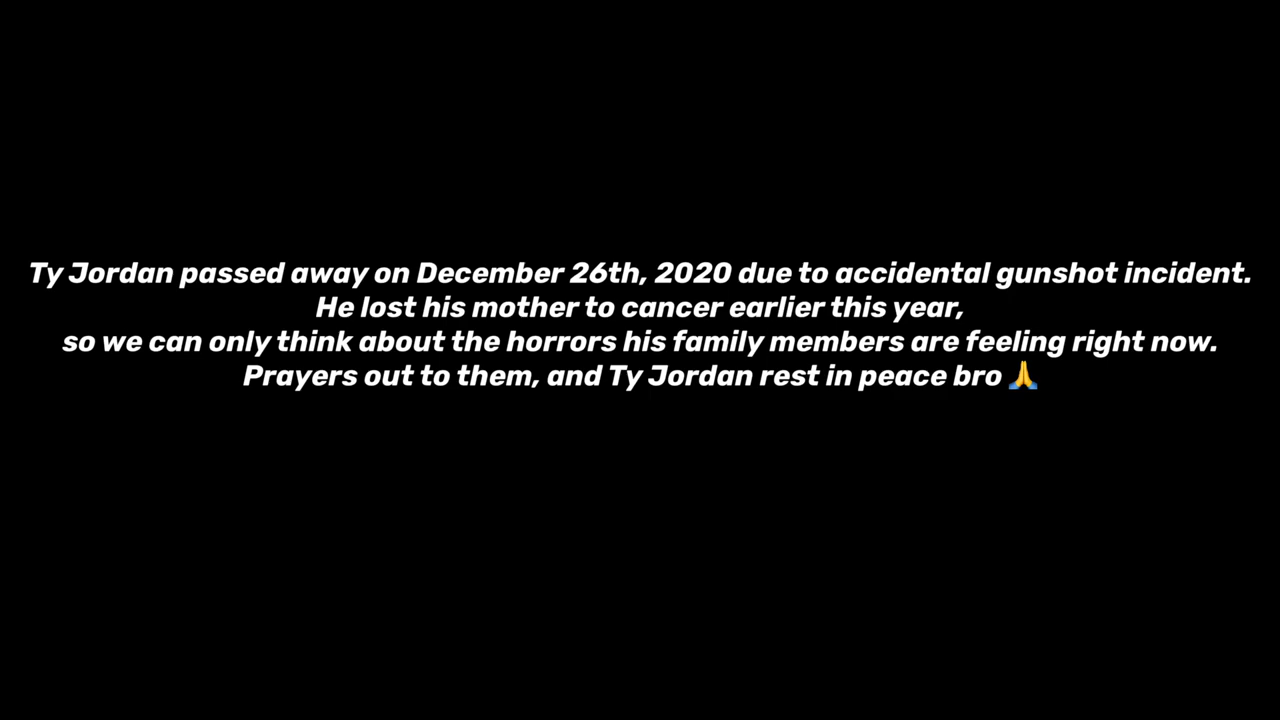 Ty Jordan passed away on December 26th, 2020 due to accidental gunshot incident.
He lost his mother to cancer earlier this year,
so we can only think about the horrors his family members are feeling right now.
Prayers out to them, and Ty Jordan rest in peace bro 🙏